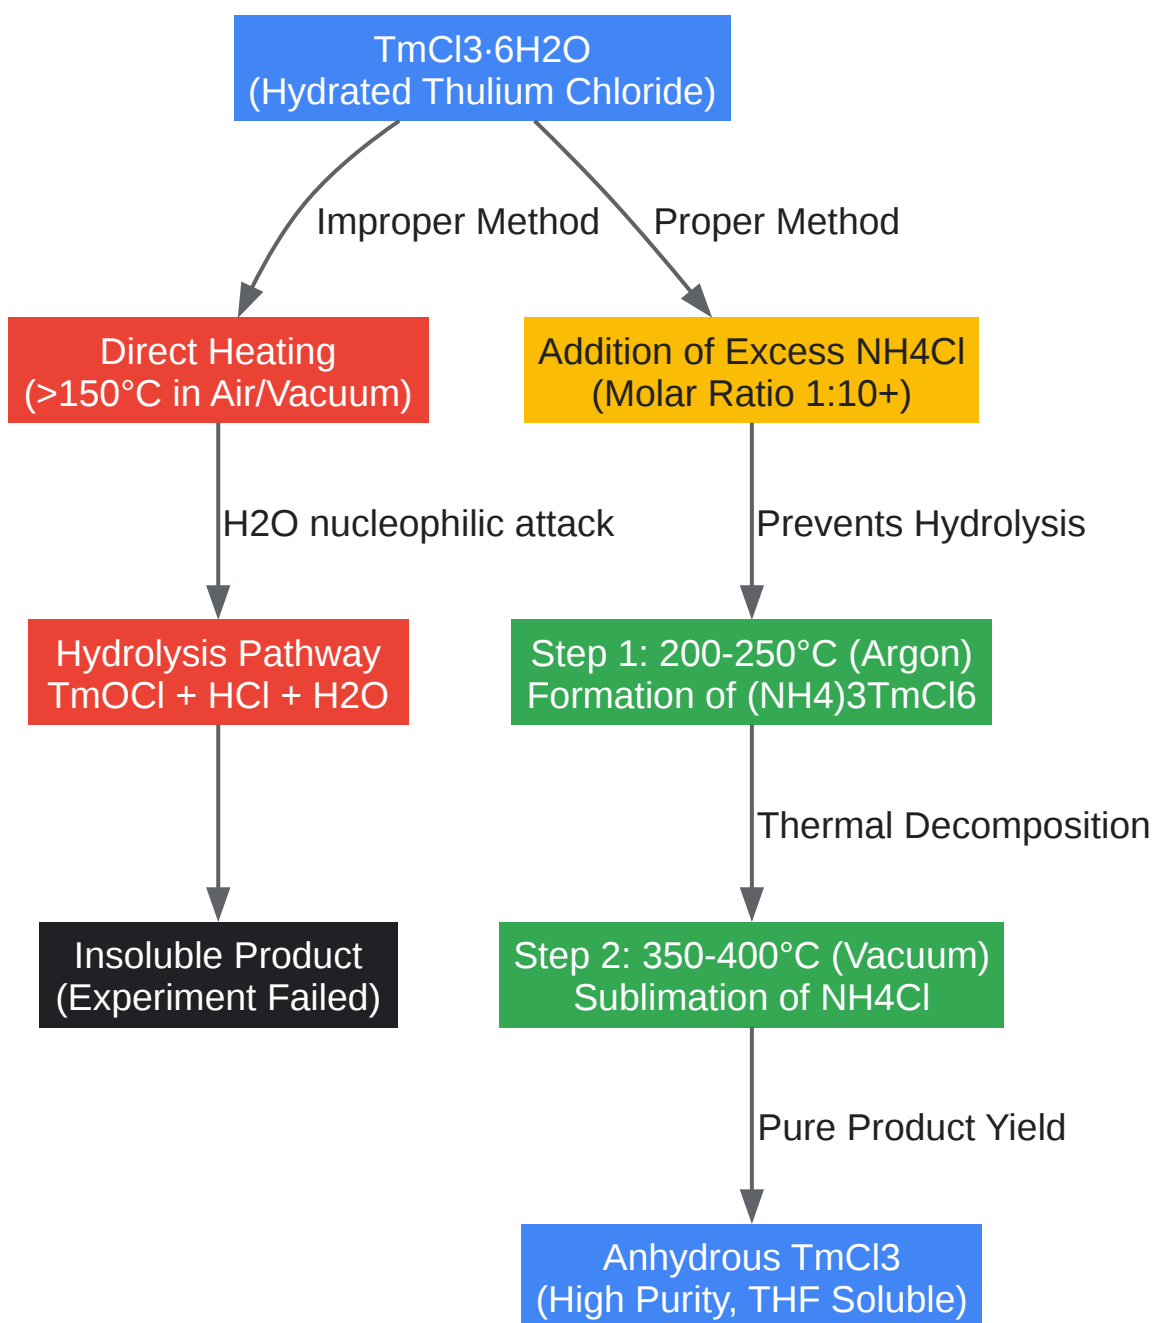 TmCl3·6H2O
(Hydrated Thulium Chloride)
Improper Method
Proper Method
Direct Heating
(>150°C in Air/Vacuum)
Addition of Excess NH4Cl
(Molar Ratio 1:10+)
H2O nucleophilic attack
Prevents Hydrolysis
Hydrolysis Pathway
TmOCl + HCl + H2O
Step 1: 200-250°C (Argon)
Formation of (NH4)3TmCl6
Thermal Decomposition
Insoluble Product
(Experiment Failed)
Step 2: 350-400°C (Vacuum)
Sublimation of NH4Cl
Pure Product Yield
Anhydrous TmCl3
(High Purity, THF Soluble)